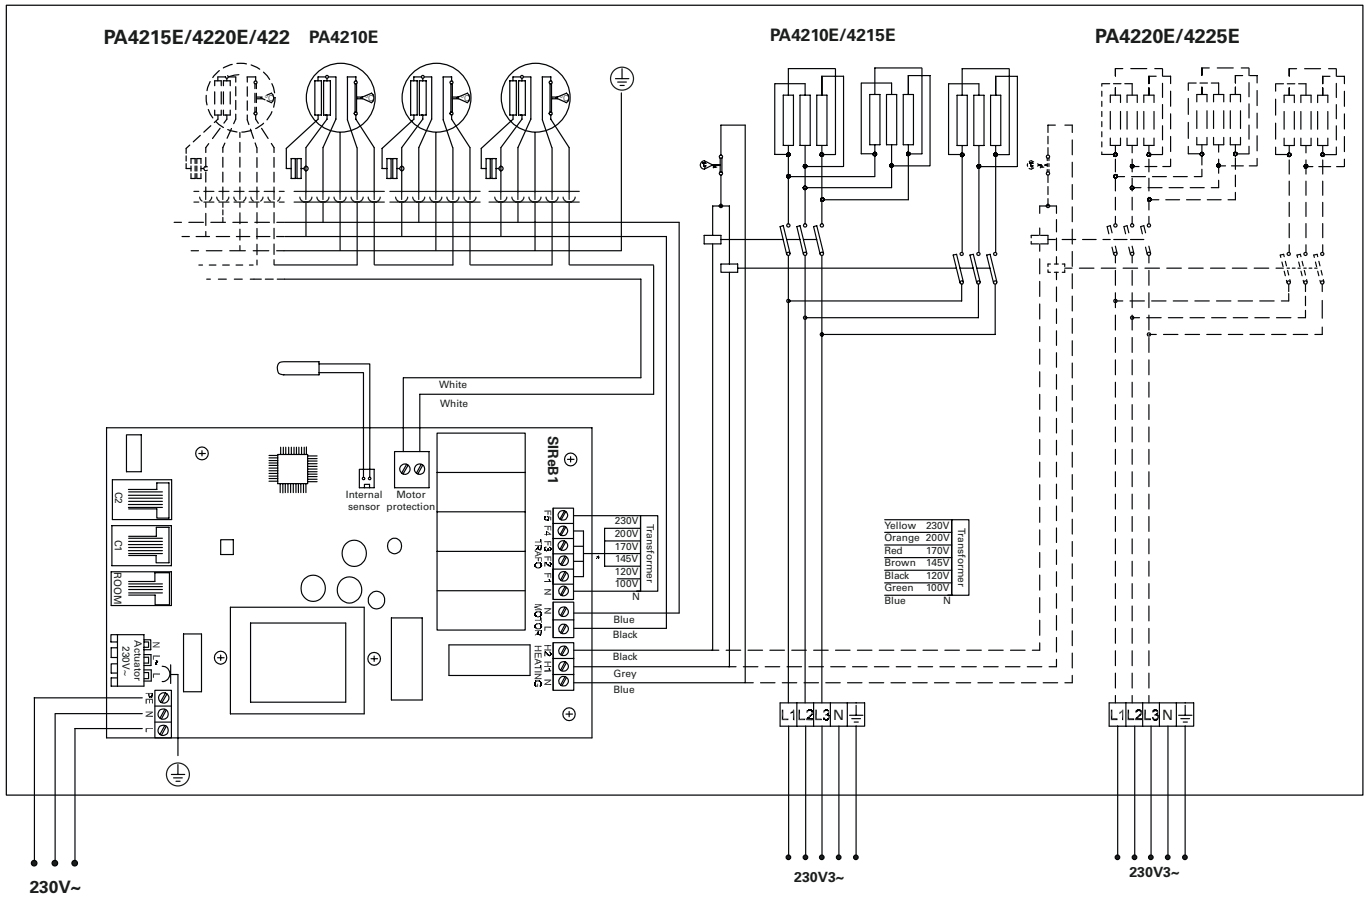 PA4215E/4220E/422 PA4210E
PA4210E/4215E
PA4220E/4225E
White
White
SIReB1
Internal
sensor
Motor
protection
C2
C1
ROOM
F5
F4
F3
F2
F1
N
TRAFO
230V
200V
170V
145V
120V
100V
N
Transformer
*
N
L
MOTOR
Blue
Black
H2
H1
N
HEATING
Black
Grey
Blue
Yellow 230V
Orange 200V
Red 170V
Brown 145V
Black 120V
Green 100V
Blue N
Transformer
Actuator
230V~
N
L"
L
PE
N
L
L1 L2 L3 N
L1 L2 L3 N
230V~
230V3~
230V3~